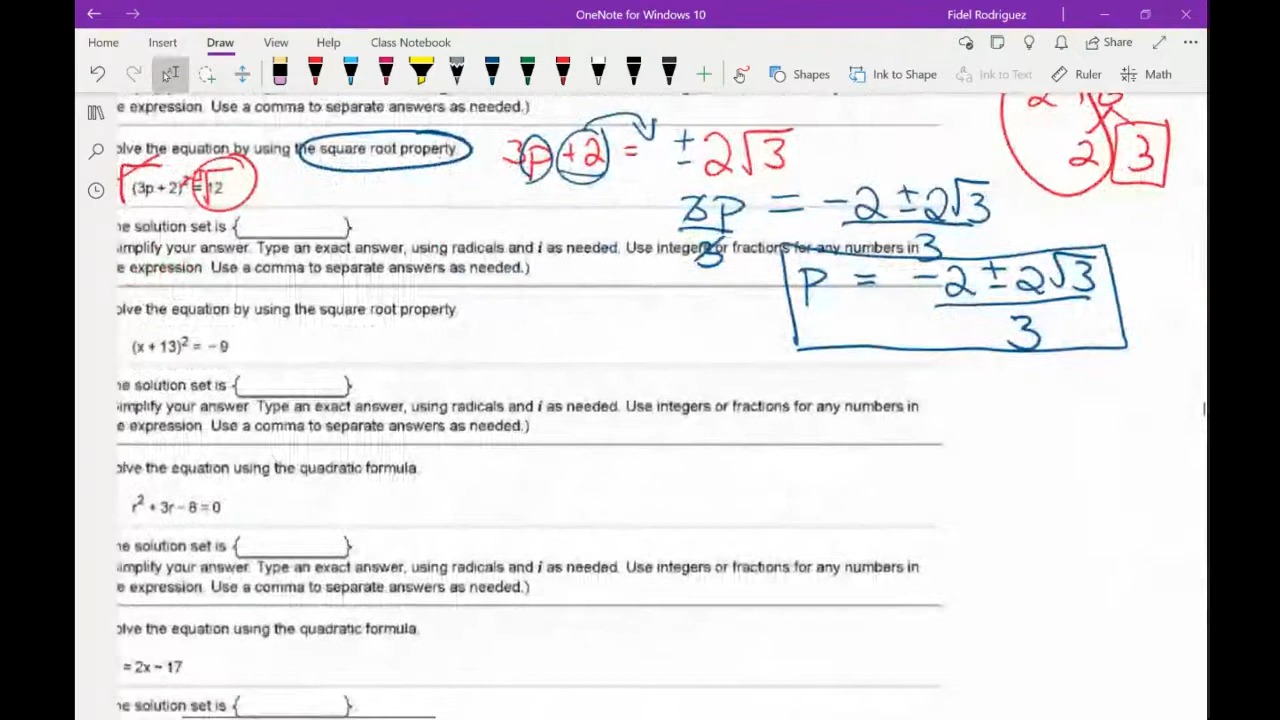 OneNote for Windows 10
Fidel Rodriguez
Home Insert Draw View Help Class Notebook
Share
Shapes Ink to Shape Ink to Text Ruler Math
e expression. Use a comma to separate answers as needed.)
olve the equation by using the square root property.
3p + 2 = ± 2√3
2 3
(3p + 2)² = √12
3p = -2 ± 2√3
3 3
ne solution set is { }
implify your answer. Type an exact answer, using radicals and i as needed. Use integers or fractions for any numbers in
e expression. Use a comma to separate answers as needed.)
p = -2 ± 2√3
3
olve the equation by using the square root property.
(x + 13)² = - 9
ne solution set is { }
implify your answer. Type an exact answer, using radicals and i as needed. Use integers or fractions for any numbers in
e expression. Use a comma to separate answers as needed.)
olve the equation using the quadratic formula.
r² + 3r - 8 = 0
ne solution set is { }
implify your answer. Type an exact answer, using radicals and i as needed. Use integers or fractions for any numbers in
e expression. Use a comma to separate answers as needed.)
olve the equation using the quadratic formula.
= 2x - 17
ne solution set is { }